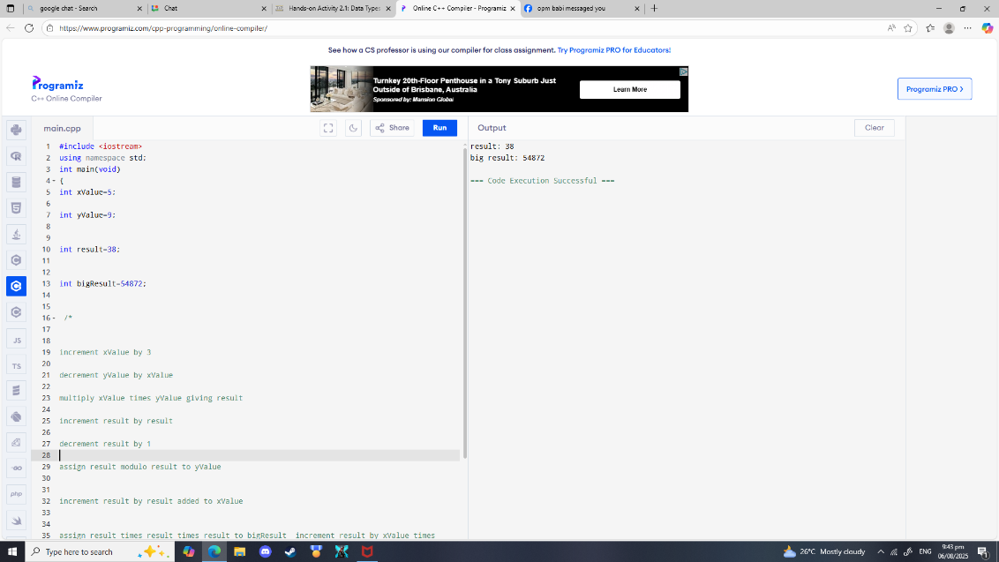 google chat - Search
Chat
Hands-on Activity 2.1: Data Types
Online C++ Compiler - Programiz
opm babi messaged you
https://www.programiz.com/cpp-programming/online-compiler/
See how a CS professor is using our compiler for class assignment. Try Programiz PRO for Educators!
Programiz
C++ Online Compiler
Turnkey 20th-Floor Penthouse in a Tony Suburb Just
Outside of Brisbane, Australia
Sponsored by: Mansion Global
Learn More
Programiz PRO >
main.cpp
Share
Run
Output
Clear
1 #include <iostream>
2 using namespace std;
3 int main(void)
4 {
5 int xValue=5;
6
7 int yValue=9;
8
9
10 int result=38;
11
12
13 int bigResult=54872;
14
15
16 /*
17
18
19 increment xValue by 3
20
21 decrement yValue by xValue
22
23 multiply xValue times yValue giving result
24
25 increment result by result
26
27 decrement result by 1
28
29 assign result modulo result to yValue
30
31
32 increment result by result added to xValue
33
34
35 assign result times result times result to bigResult  increment result by xValue times
result: 38
big result: 54872
=== Code Execution Successful ===
JS
TS
GO
php
Type here to search
26°C Mostly cloudy
ENG
9:43 pm
06/08/2025
1